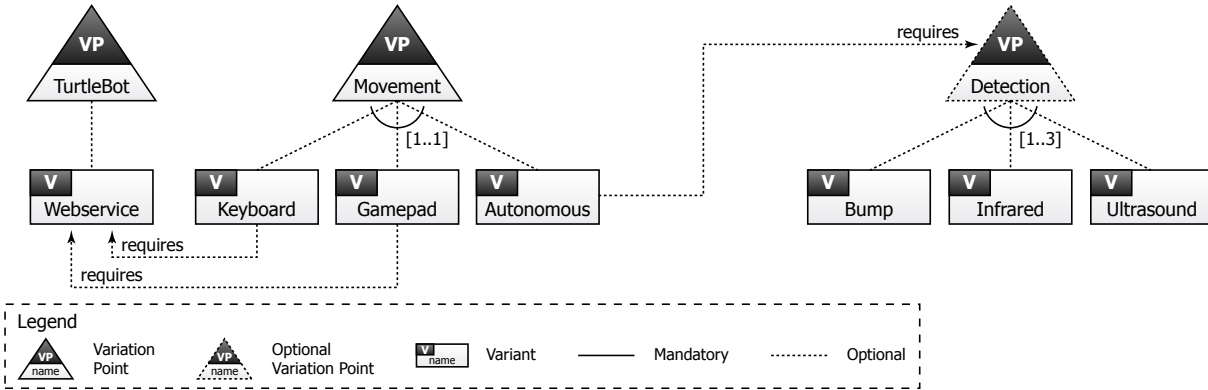 VP
TurtleBot
VP
Movement
[1..1]
requires
VP
Detection
[1..3]
V
Webservice
V
Keyboard
V
Gamepad
V
Autonomous
V
Bump
V
Infrared
V
Ultrasound
requires
requires
Legend
VP
name
Variation
Point
VP
name
Optional
Variation Point
V
name
Variant
Mandatory
Optional